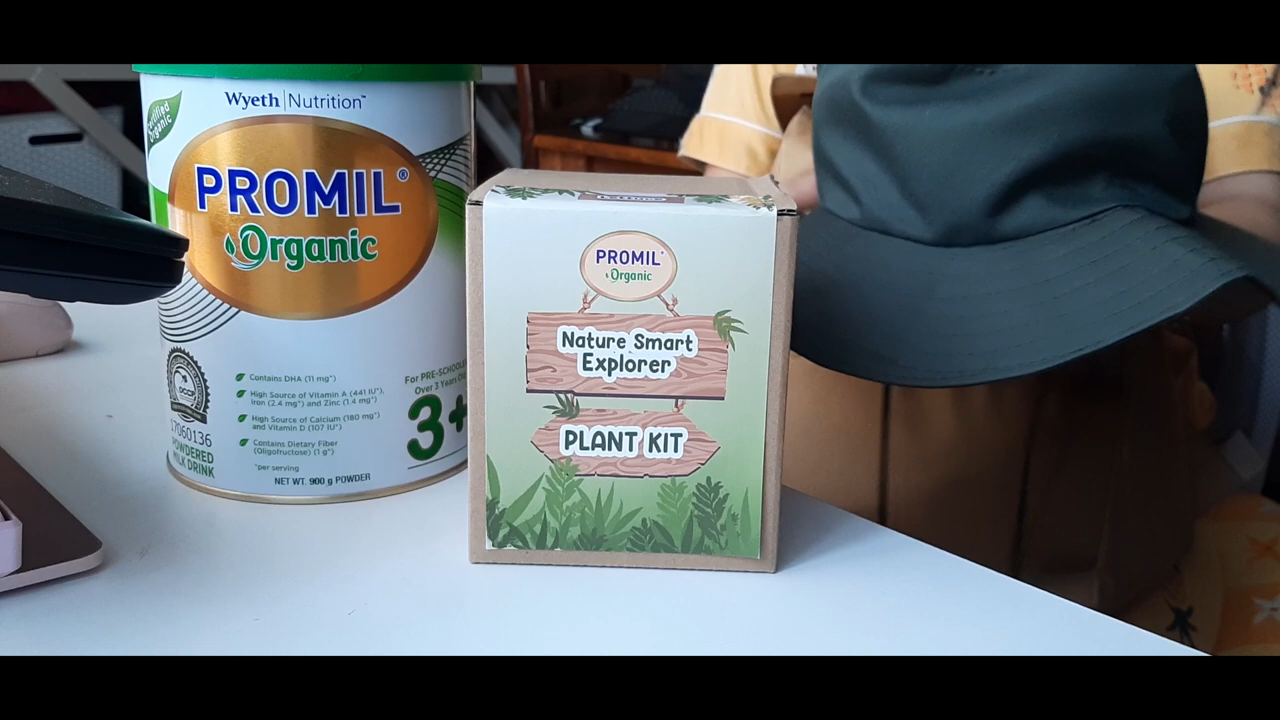 Wyeth | Nutrition™
Certified
Organic
PROMIL®
Organic
Contains DHA (11 mg*)
High Source of Vitamin A (441 IU*),
Iron (2.4 mg*) and Zinc (1.4 mg*)
High Source of Calcium (180 mg*)
and Vitamin D (107 IU*)
Contains Dietary Fiber
(Oligofructose) (1 g*)
*per serving
For PRE-SCHOOLE
Over 3 Years O
3+
17060136
POWDERED
MILK DRINK
NET WT. 900 g POWDER
PROMIL®
Organic
Nature Smart
Explorer
PLANT KIT